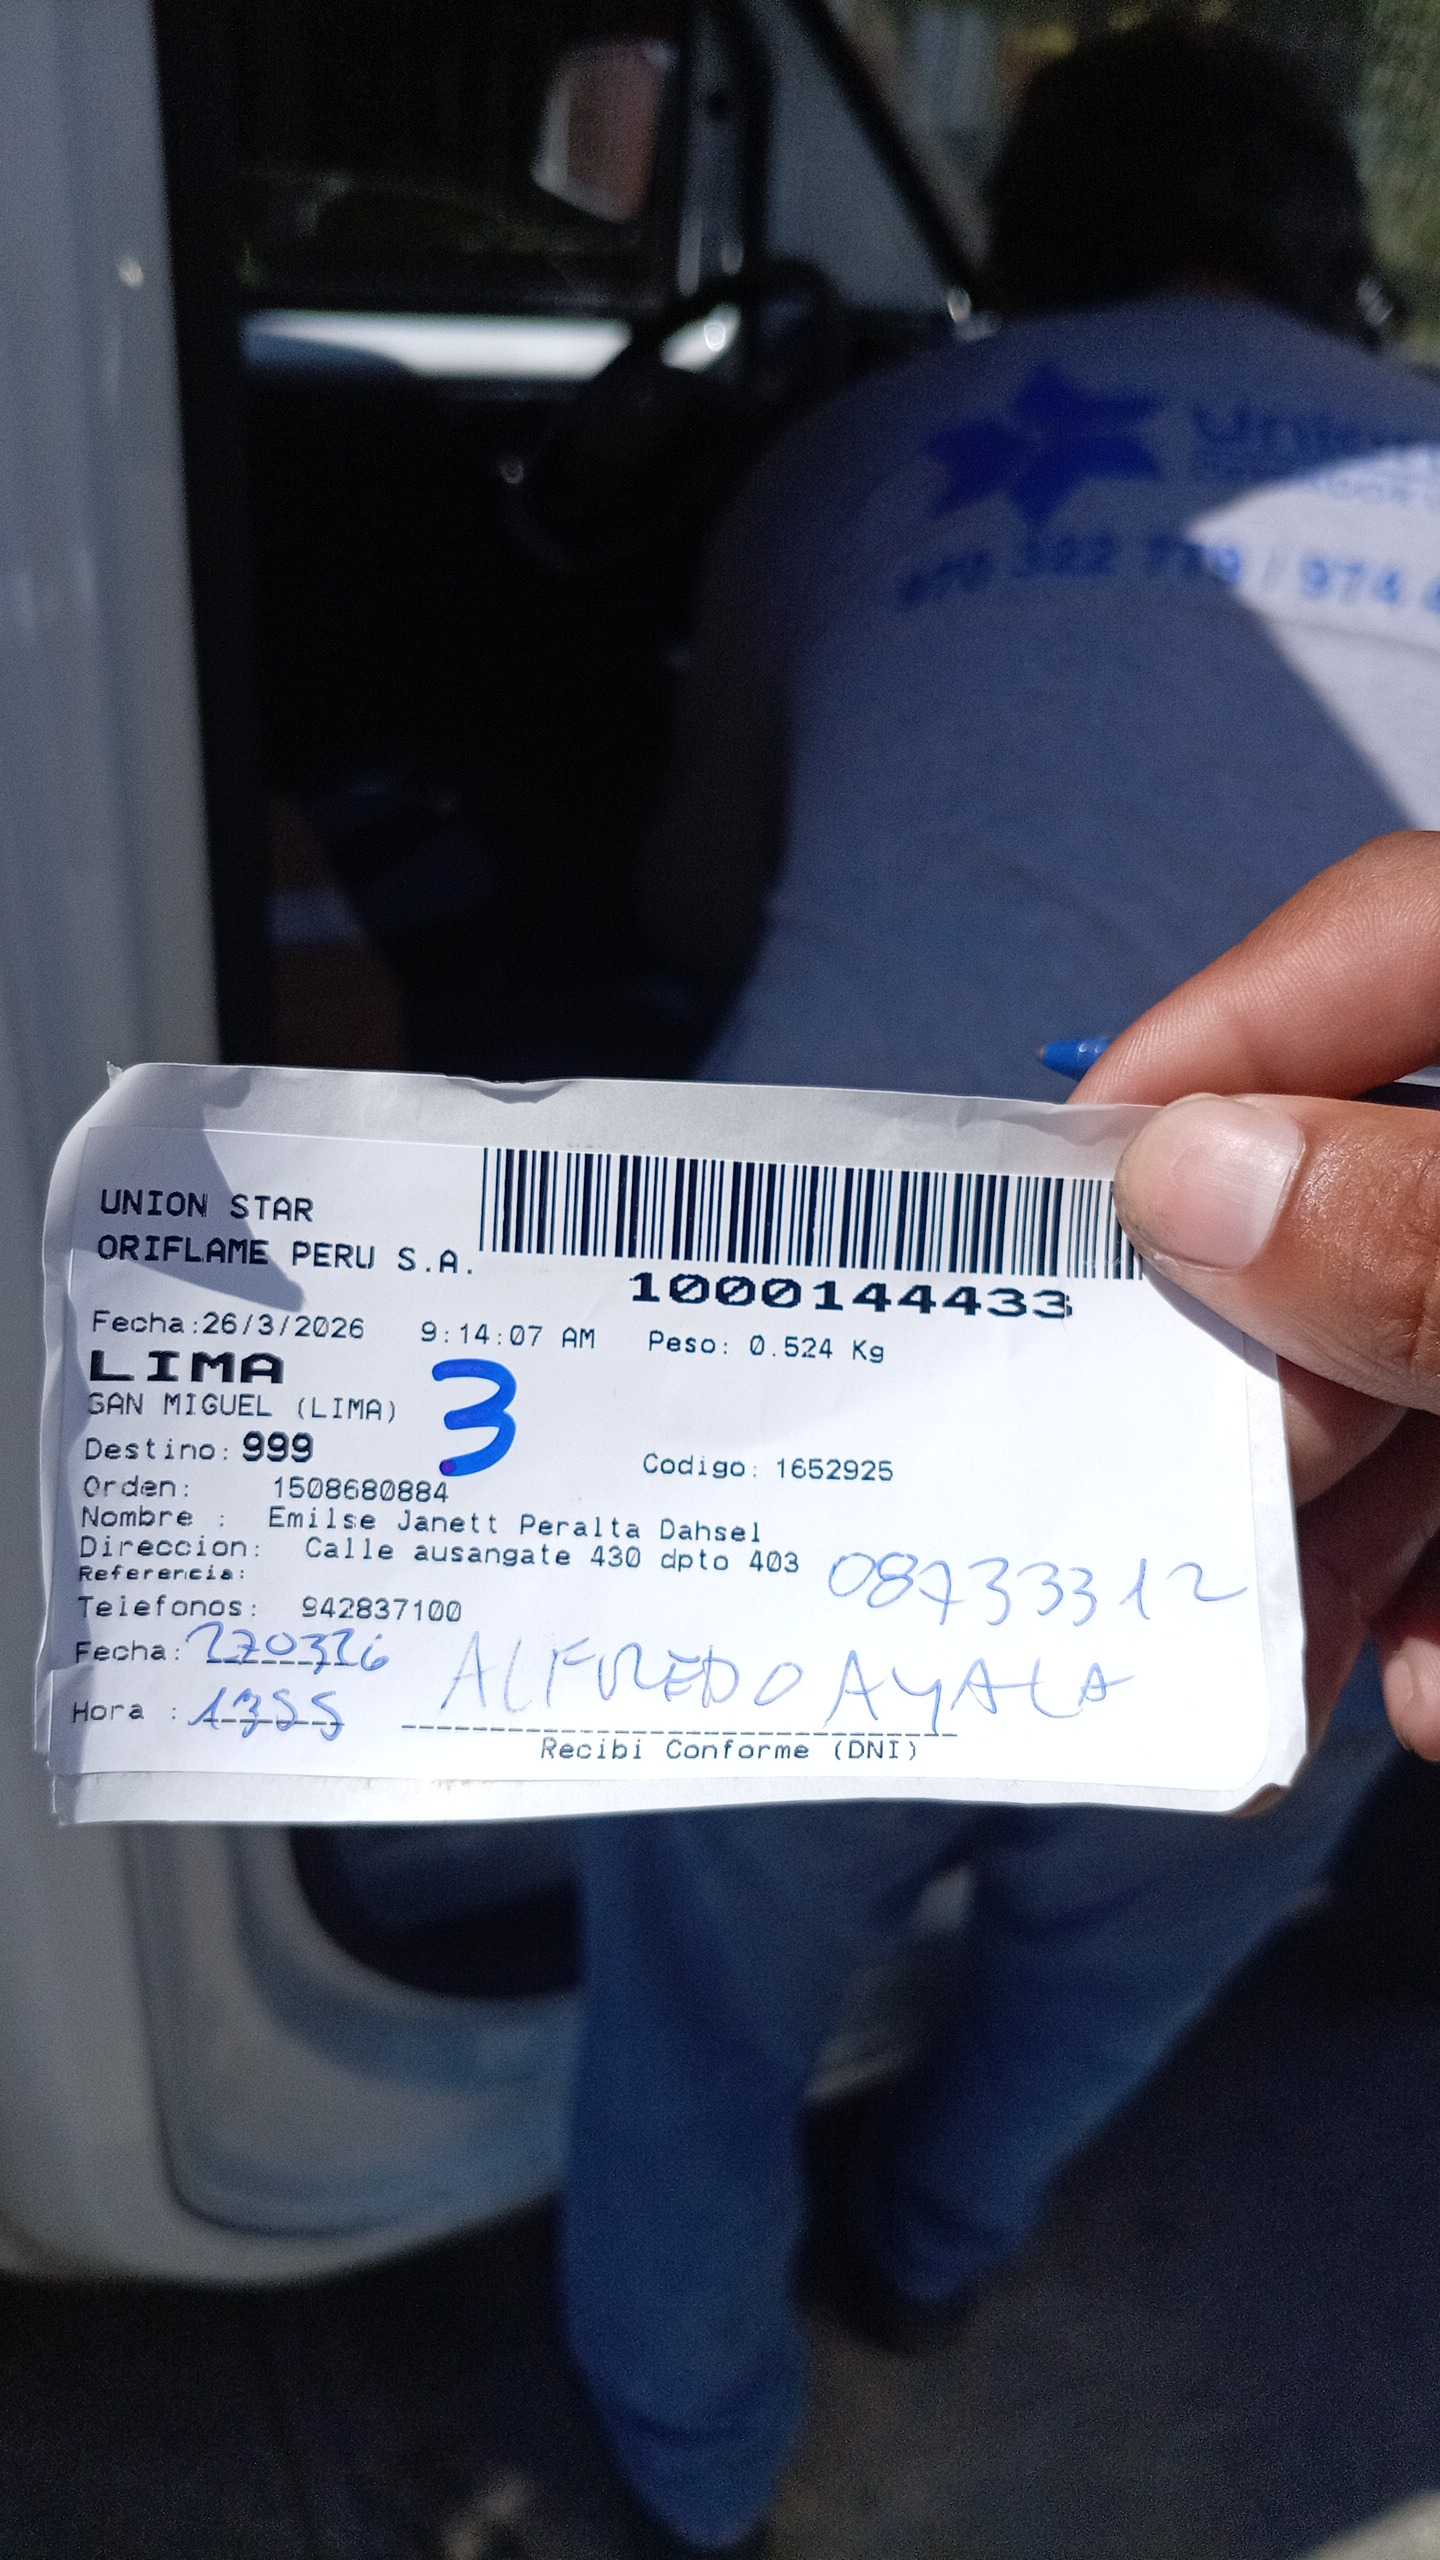 974
UNION STAR
ORIFLAME PERU S.A.
1000144433
Fecha:26/3/2026 9:14:07 AM Peso: 0.524 Kg
LIMA
SAN MIGUEL (LIMA)
3
Destino: 999
Codigo: 1652925
Orden: 1508680884
Nombre : Emilse Janett Peralta Dahsel
Direccion: Calle ausangate 430 dpto 403
08733312
Referencia:
Telefonos: 942837100
Fecha: 270326
ALFREDO AYALA
Hora : 1355
Recibi Conforme (DNI)